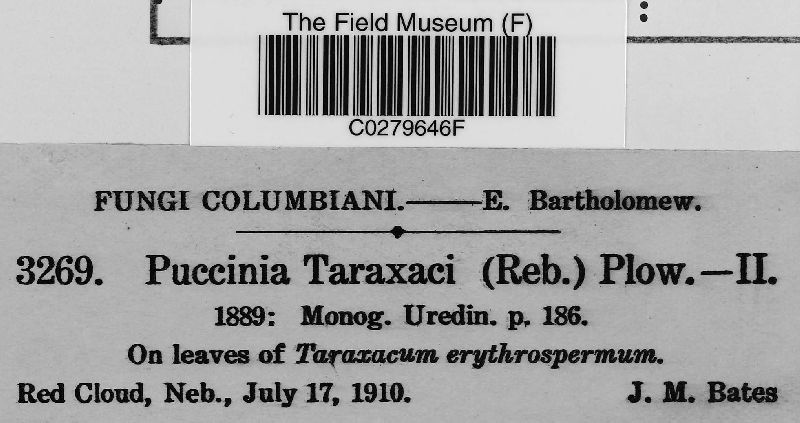 The Field Museum (F)
C0279646F
FUNGI COLUMBIANI.——E. Bartholomew.
3269. Puccinia Taraxaci (Reb.) Plow.—II.
1889: Monog. Uredin. p. 186.
On leaves of Taraxacum erythrospermum.
Red Cloud, Neb., July 17, 1910. J. M. Bates